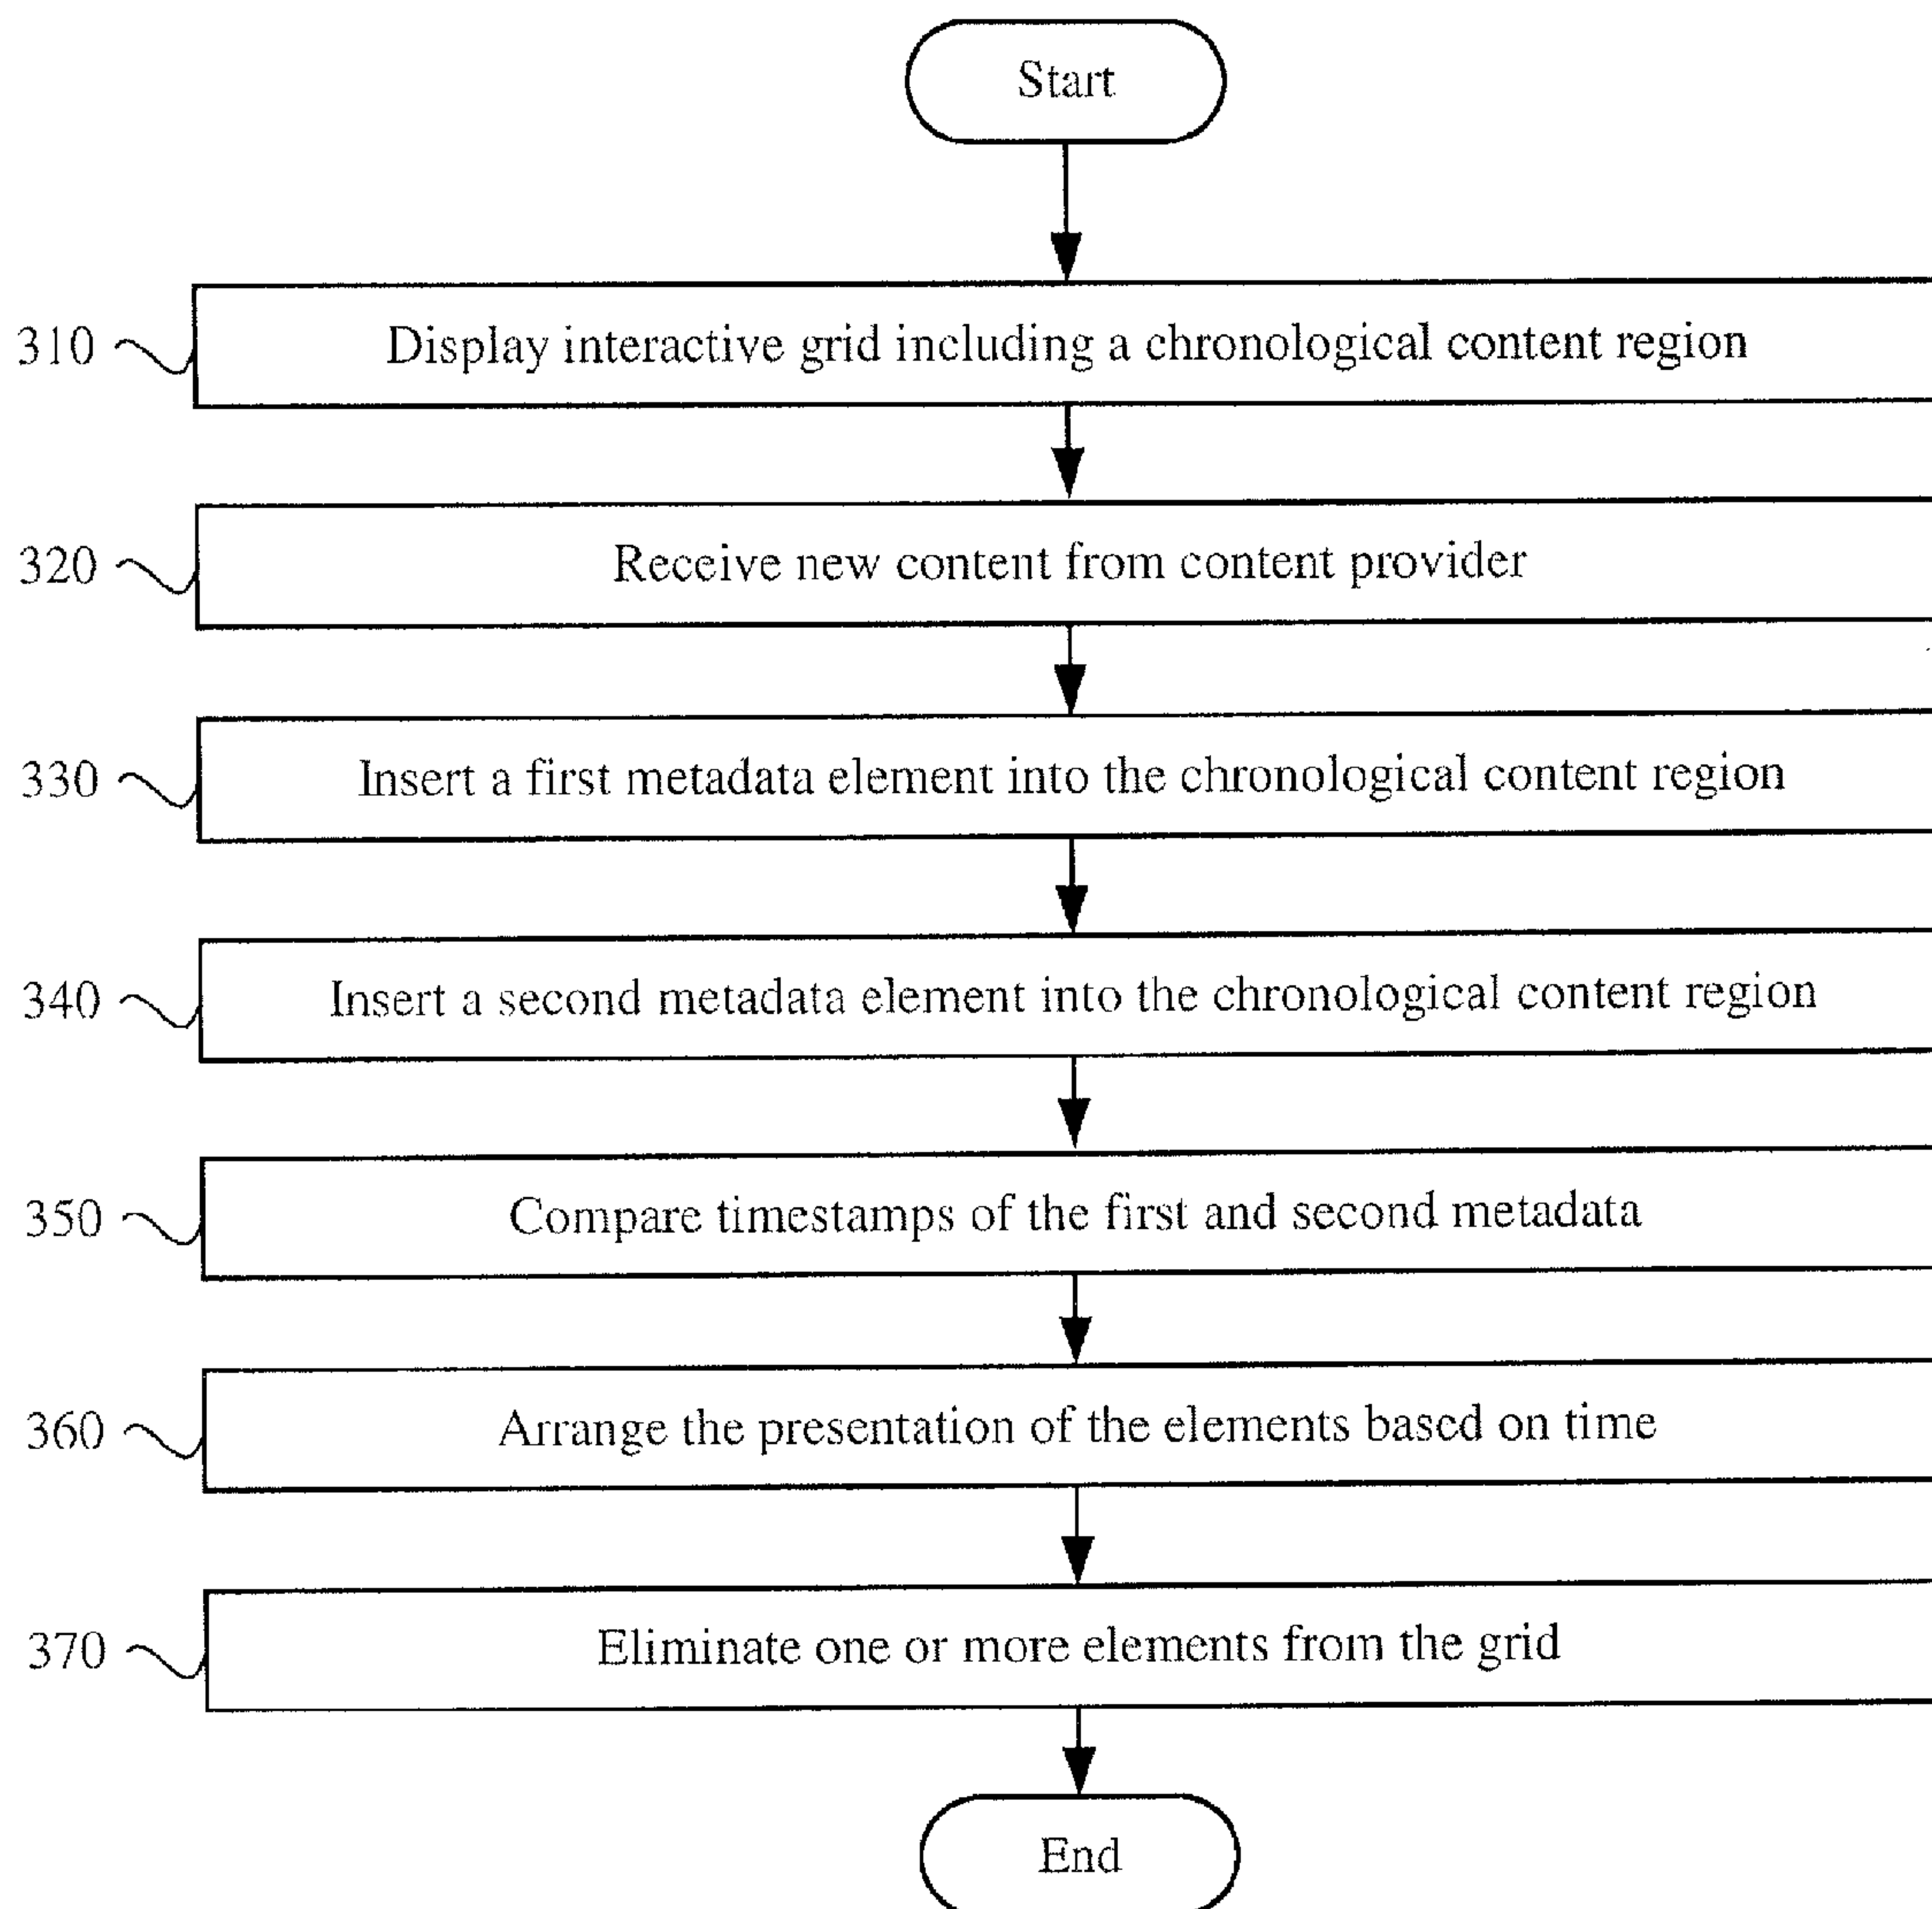 Start
310 Display interactive grid including a chronological content region
320 Receive new content from content provider
330 Insert a first metadata element into the chronological content region
340 Insert a second metadata element into the chronological content region
350 Compare timestamps of the first and second metadata
360 Arrange the presentation of the elements based on time
370 Eliminate one or more elements from the grid
End